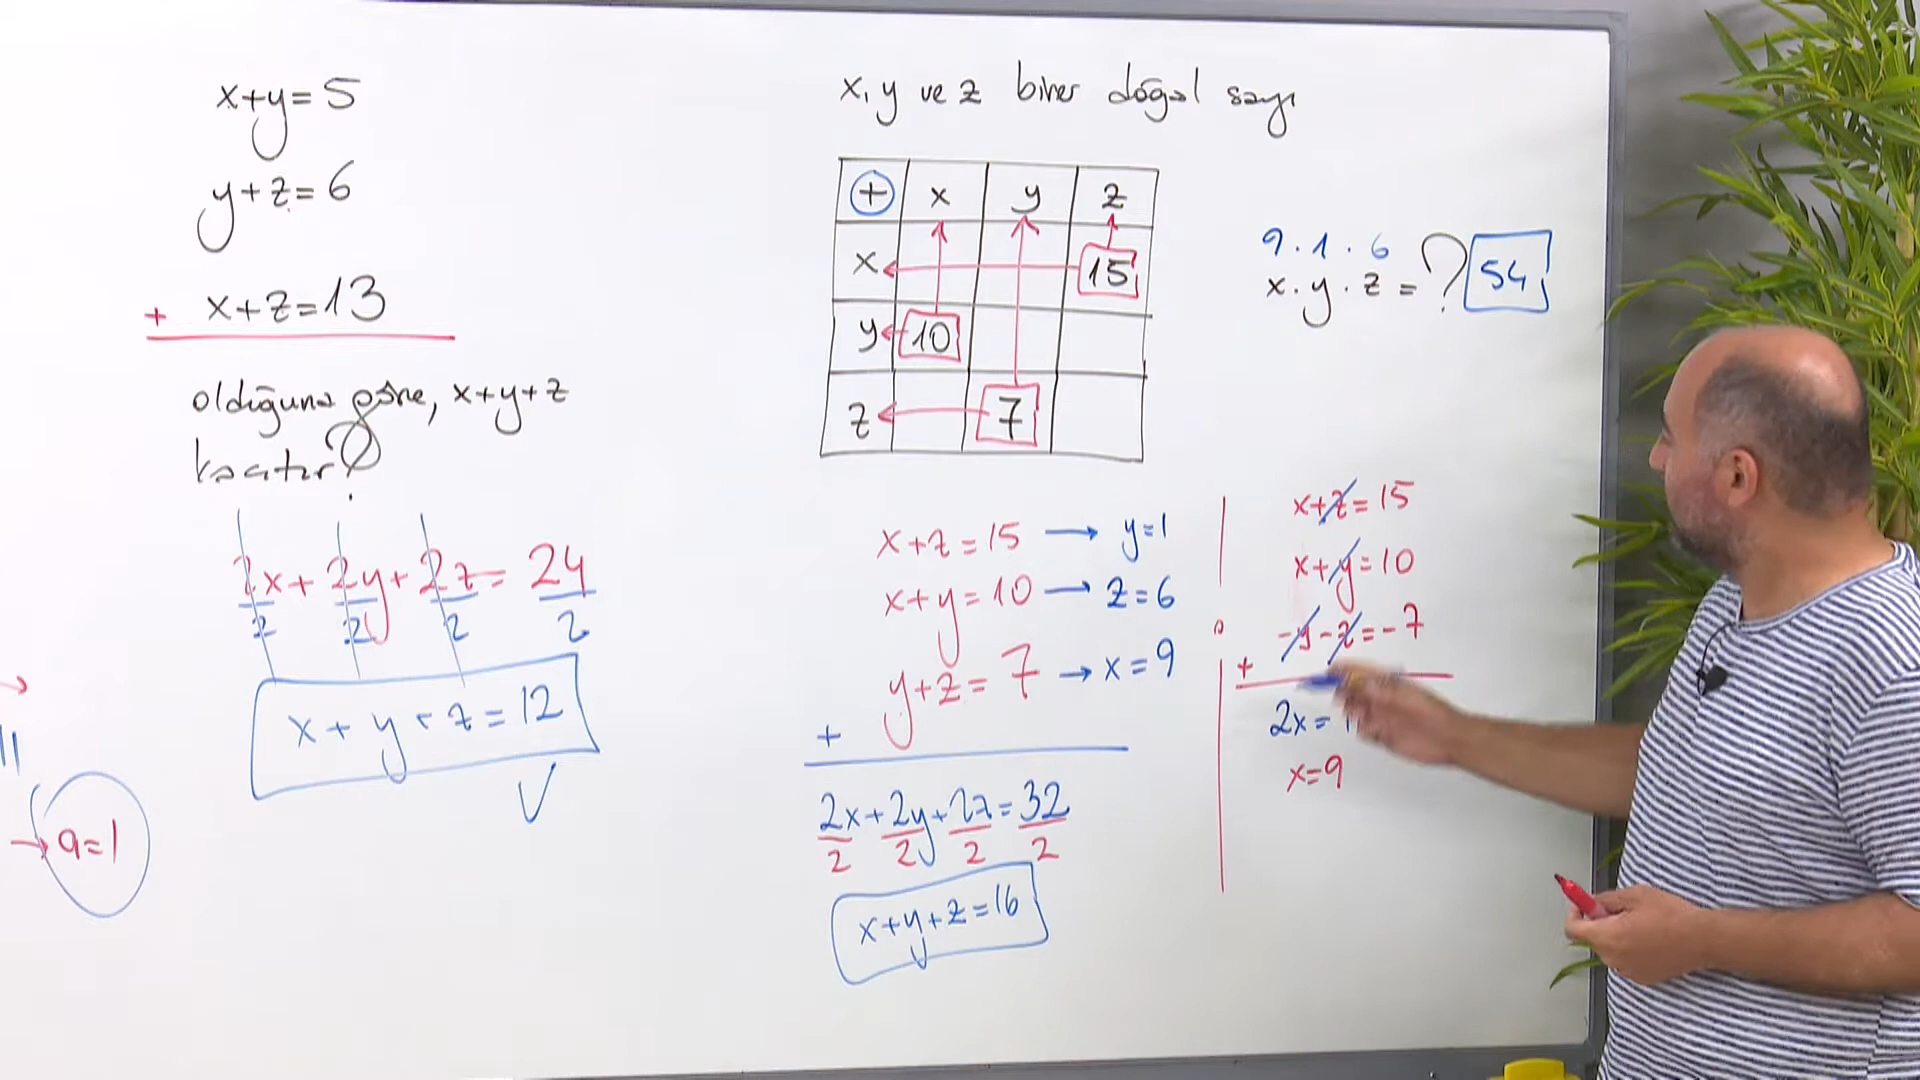 x+y=5
y+z=6
+ x+z=13
olduğuna göre, x+y+z
kaçtır?
2x+2y+2z=24
2 2 2 2
x+y+z=12
→a=1
x, y ve z birer doğal sayı
+ x y z
x 15
y 10
z 7
9.1.6
x.y.z=? 54
x+z=15 → y=1
x+y=10 → z=6
y+z=7 → x=9
+
2x+2y+2z=32
2 2 2 2
x+y+z=16
x+z=15
x+y=10
-y-z=-7
+
2x=
x=9